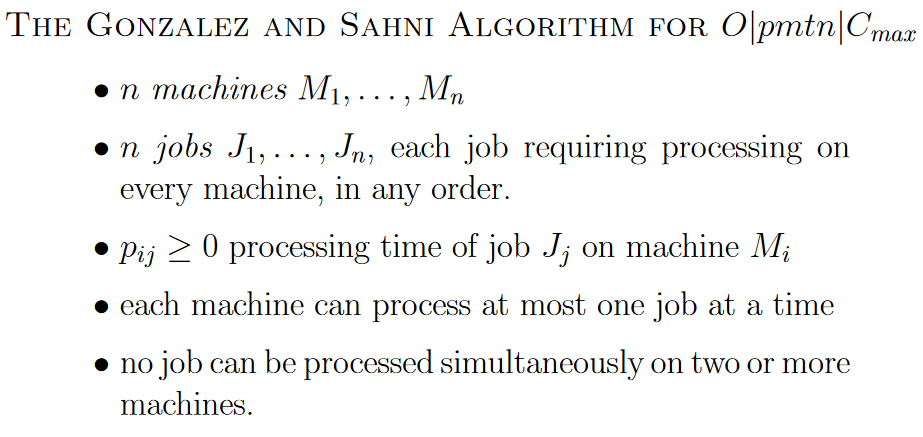 THE GONZALEZ AND SAHNI ALGORITHM FOR $O|pmtn|C_{max}$
• n machines $M_1, \ldots, M_n$
• n jobs $J_1, \ldots, J_n$, each job requiring processing on
every machine, in any order.
• $p_{ij} \geq 0$ processing time of job $J_j$ on machine $M_i$
• each machine can process at most one job at a time
• no job can be processed simultaneously on two or more
machines.